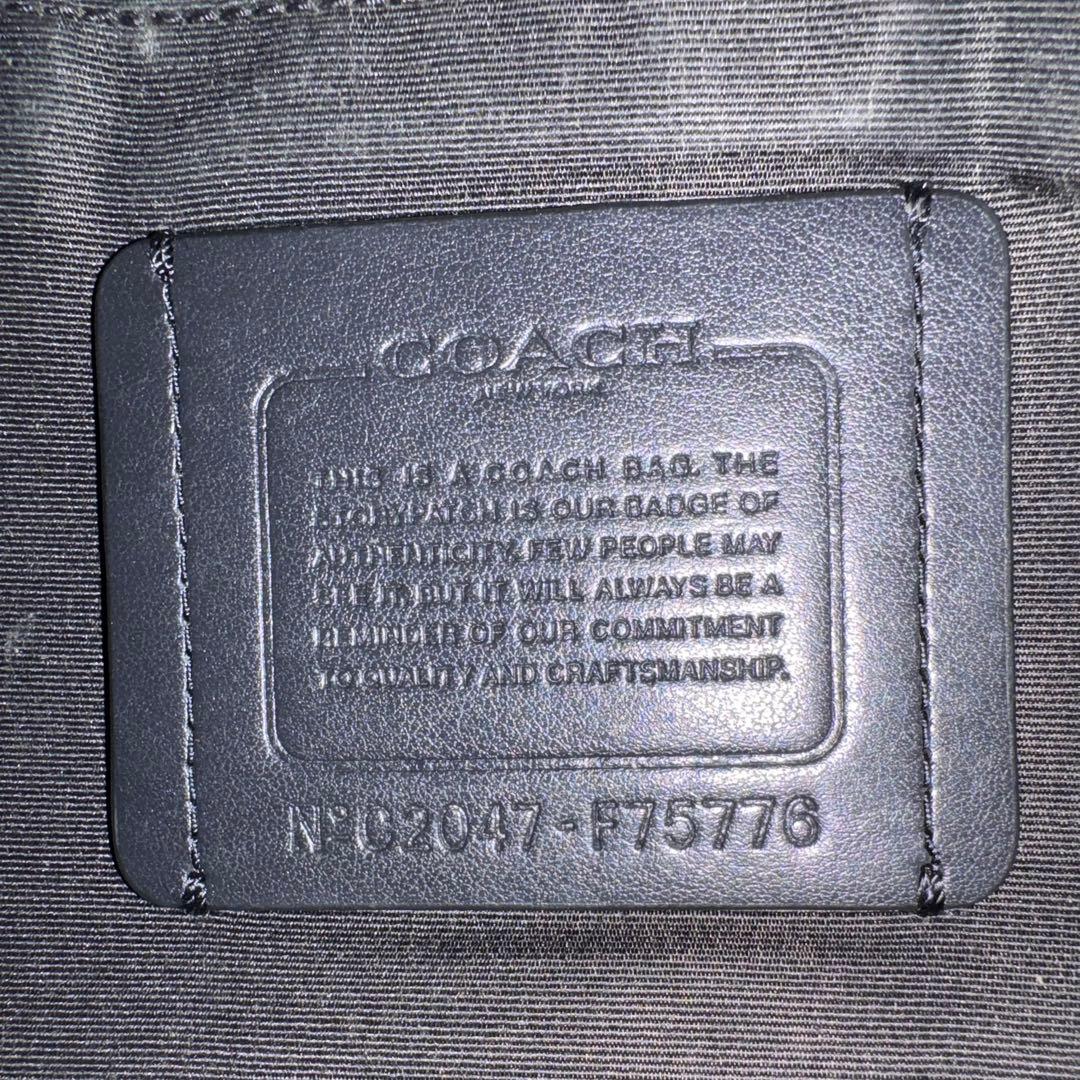 COACH
NEW YORK
THIS IS A COACH BAG. THE
STORYPATCH IS OUR BADGE OF
AUTHENTICITY. FEW PEOPLE MAY
SEE IT, BUT IT WILL ALWAYS BE A
REMINDER OF OUR COMMITMENT
TO QUALITY AND CRAFTSMANSHIP.
Nº C2047-F75776